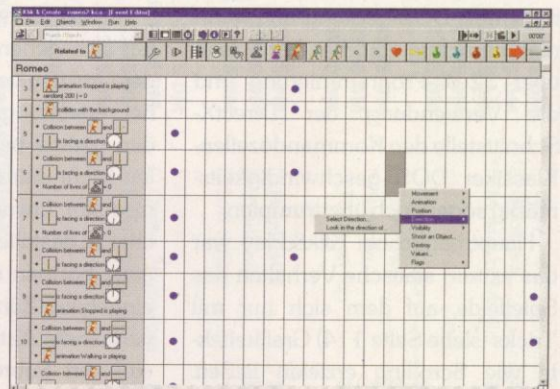 Klik & Create - romeo2.kca - [Event Editor]
File Edit Objects Window Run Help
Related to
Romeo
3
animation Stopped is playing
random( 200 ) = 0
4
collides with the background
5
Collision between and
is facing a direction
6
Collision between and
is facing a direction
Number of lives of = 0
7
Collision between and
is facing a direction
Number of lives of = 0
8
Collision between and
is facing a direction
9
Collision between and
is facing a direction
animation Stopped is playing
10
Collision between and
is facing a direction
animation Walking is playing
Collision between and
Movement
Animation
Position
Direction
Visibility
Shoot an Object...
Destroy
Values...
Flags
Select Direction...
Look in the direction of...